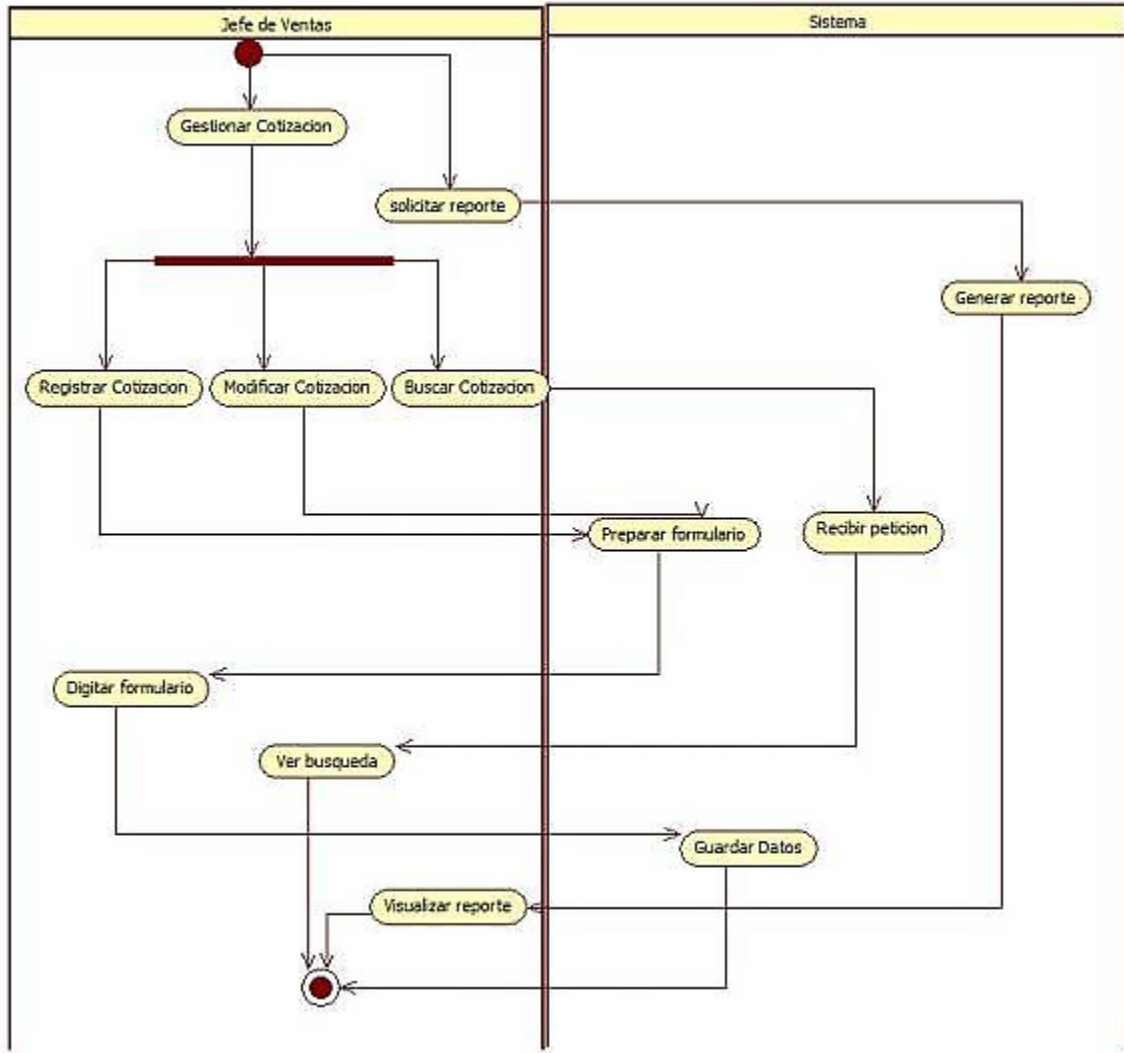 Jefe de Ventas
Sistema
Gestionar Cotizacion
solicitar reporte
Generar reporte
Registrar Cotizacion
Modificar Cotizacion
Buscar Cotizacion
Preparar formulario
Recibir peticion
Digitar formulario
Ver busqueda
Guardar Datos
Visualizar reporte